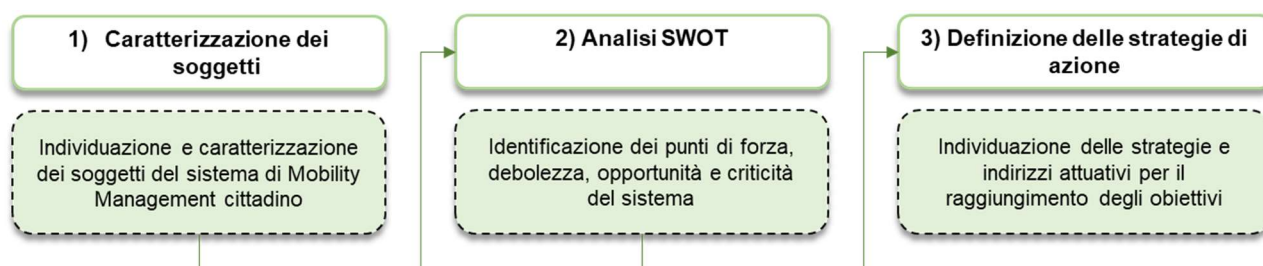 1) Caratterizzazione dei
soggetti
Individuazione e caratterizzazione
dei soggetti del sistema di Mobility
Management cittadino
2) Analisi SWOT
Identificazione dei punti di forza,
debolezza, opportunità e criticità
del sistema
3) Definizione delle strategie di
azione
Individuazione delle strategie e
indirizzi attuativi per il
raggiungimento degli obiettivi